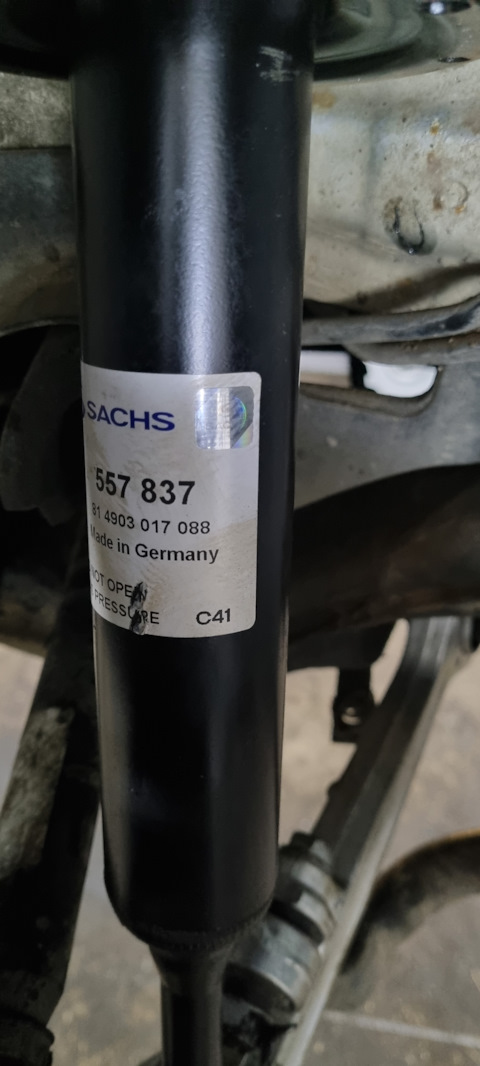 SACHS
557 837
81 4903 017 088
Made in Germany
NOT OPEN
PRESSURE
C41